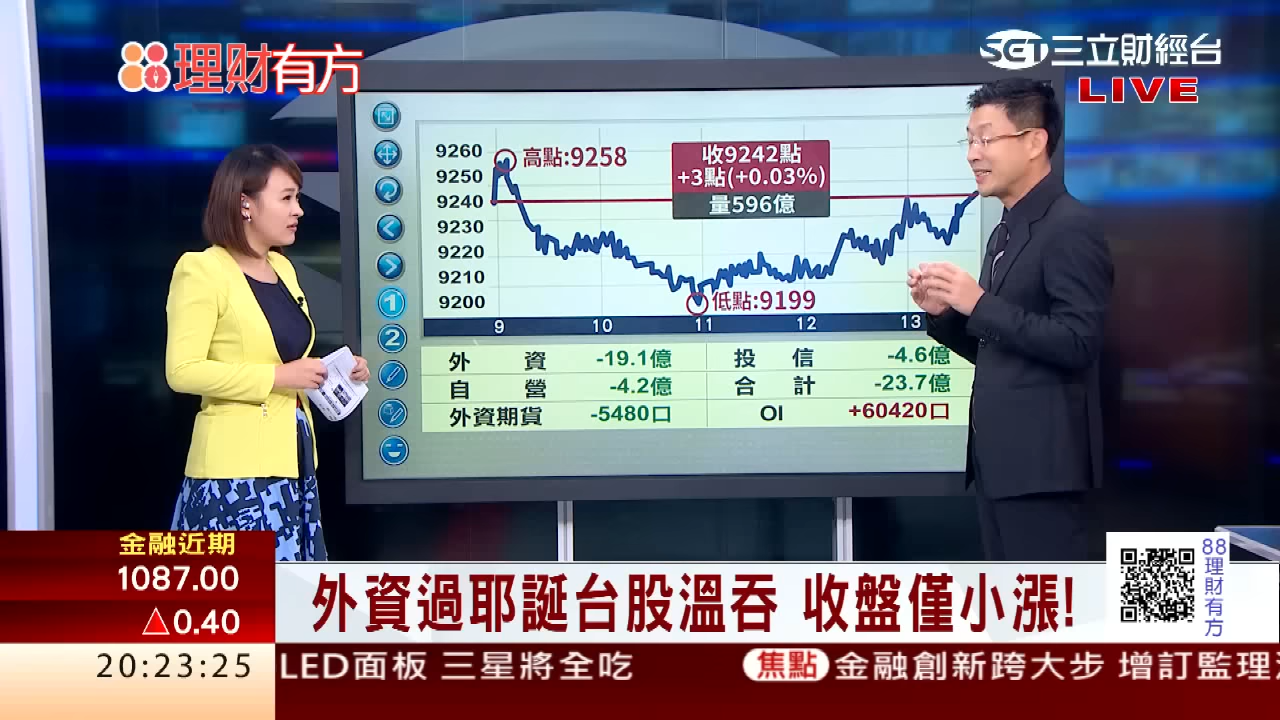 88理財有方
SET三立財經台
LIVE
9260
9250
9240
9230
9220
9210
9200
高點:9258
收9242點
+3點(+0.03%)
量596億
低點:9199
9 10 11 12 13
1
2
外資 -19.1億 投信 -4.6億
自營 -4.2億 合計 -23.7億
外資期貨 -5480口 OI +60420口
金融近期
1087.00
△0.40
外資過耶誕台股溫吞 收盤僅小漲!
88理財有方
20:23:25
LED面板 三星將全吃 焦點 金融創新跨大步 增訂監理